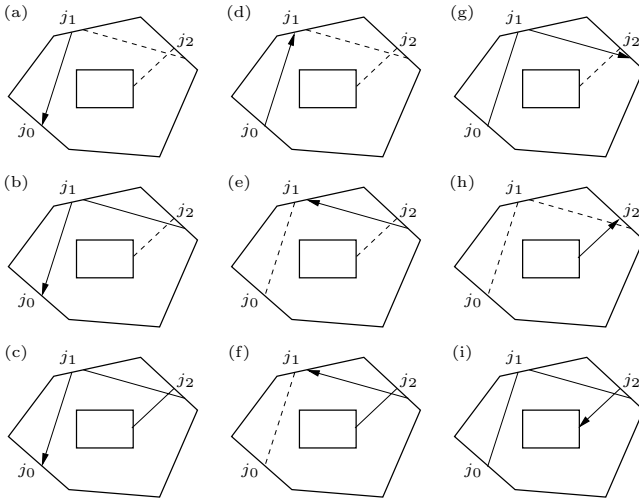 (a) j1 j2 j0
(d) j1 j2 j0
(g) j1 j2 j0
(b) j1 j2 j0
(e) j1 j2 j0
(h) j1 j2 j0
(c) j1 j2 j0
(f) j1 j2 j0
(i) j1 j2 j0